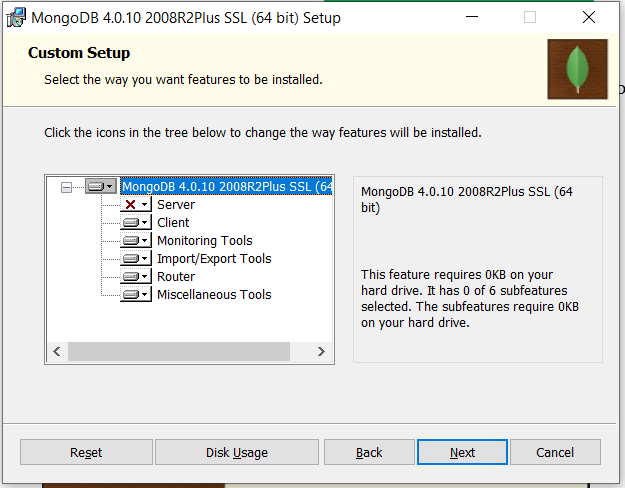 MongoDB 4.0.10 2008R2Plus SSL (64 bit) Setup
Custom Setup
Select the way you want features to be installed.
Click the icons in the tree below to change the way features will be installed.
MongoDB 4.0.10 2008R2Plus SSL (64
Server
Client
Monitoring Tools
Import/Export Tools
Router
Miscellaneous Tools
MongoDB 4.0.10 2008R2Plus SSL (64
bit)
This feature requires 0KB on your
hard drive. It has 0 of 6 subfeatures
selected. The subfeatures require 0KB
on your hard drive.
Reset
Disk Usage
Back
Next
Cancel